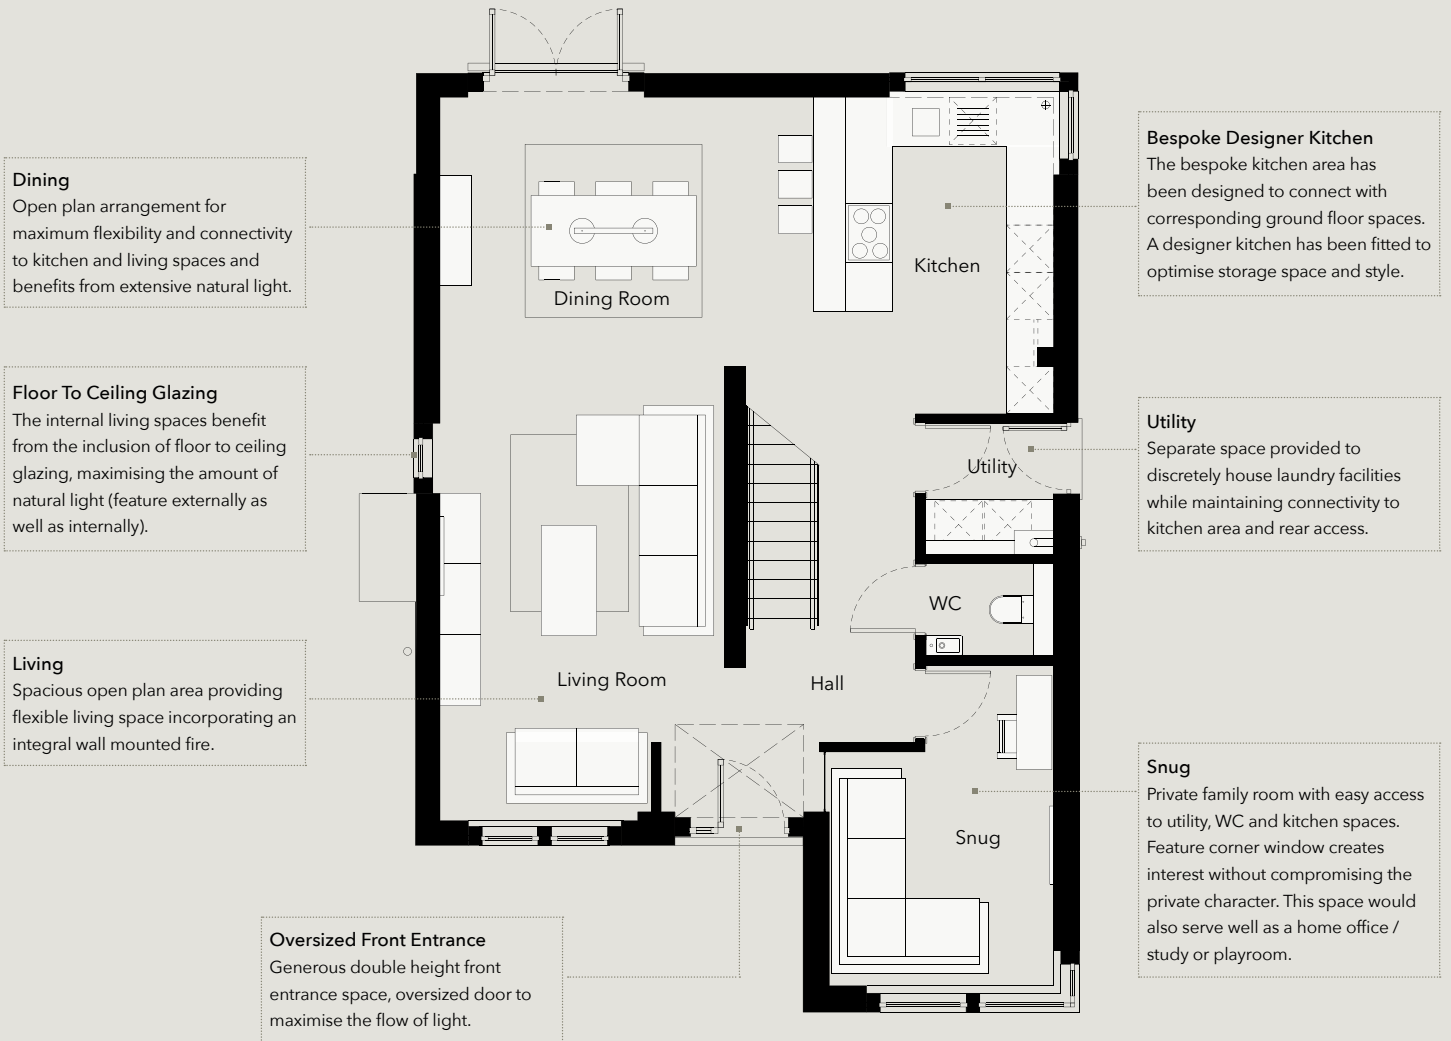 Dining
Open plan arrangement for
maximum flexibility and connectivity
to kitchen and living spaces and
benefits from extensive natural light.
Floor To Ceiling Glazing
The internal living spaces benefit
from the inclusion of floor to ceiling
glazing, maximising the amount of
natural light (feature externally as
well as internally).
Living
Spacious open plan area providing
flexible living space incorporating an
integral wall mounted fire.
Oversized Front Entrance
Generous double height front
entrance space, oversized door to
maximise the flow of light.
Dining Room
Kitchen
Utility
WC
Living Room
Hall
Snug
Bespoke Designer Kitchen
The bespoke kitchen area has
been designed to connect with
corresponding ground floor spaces.
A designer kitchen has been fitted to
optimise storage space and style.
Utility
Separate space provided to
discretely house laundry facilities
while maintaining connectivity to
kitchen area and rear access.
Snug
Private family room with easy access
to utility, WC and kitchen spaces.
Feature corner window creates
interest without compromising the
private character. This space would
also serve well as a home office /
study or playroom.